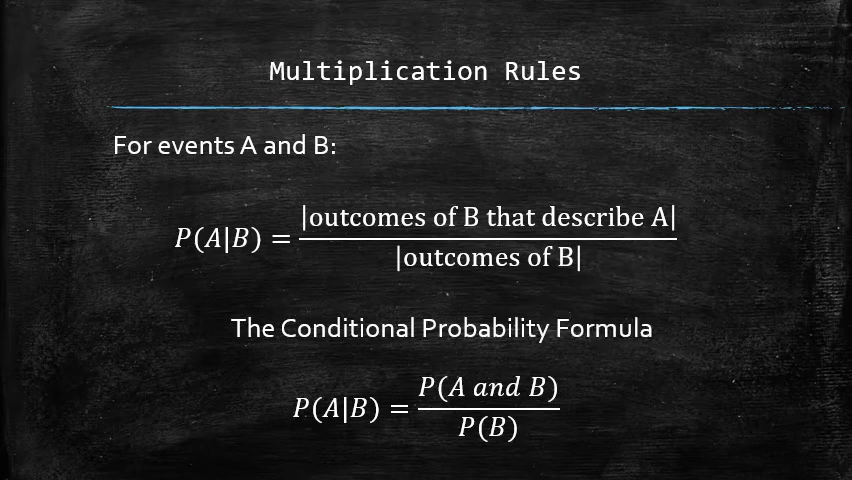 Multiplication Rules
For events A and B:
P(A|B) = |outcomes of B that describe A| / |outcomes of B|
The Conditional Probability Formula
P(A|B) = P(A and B) / P(B)